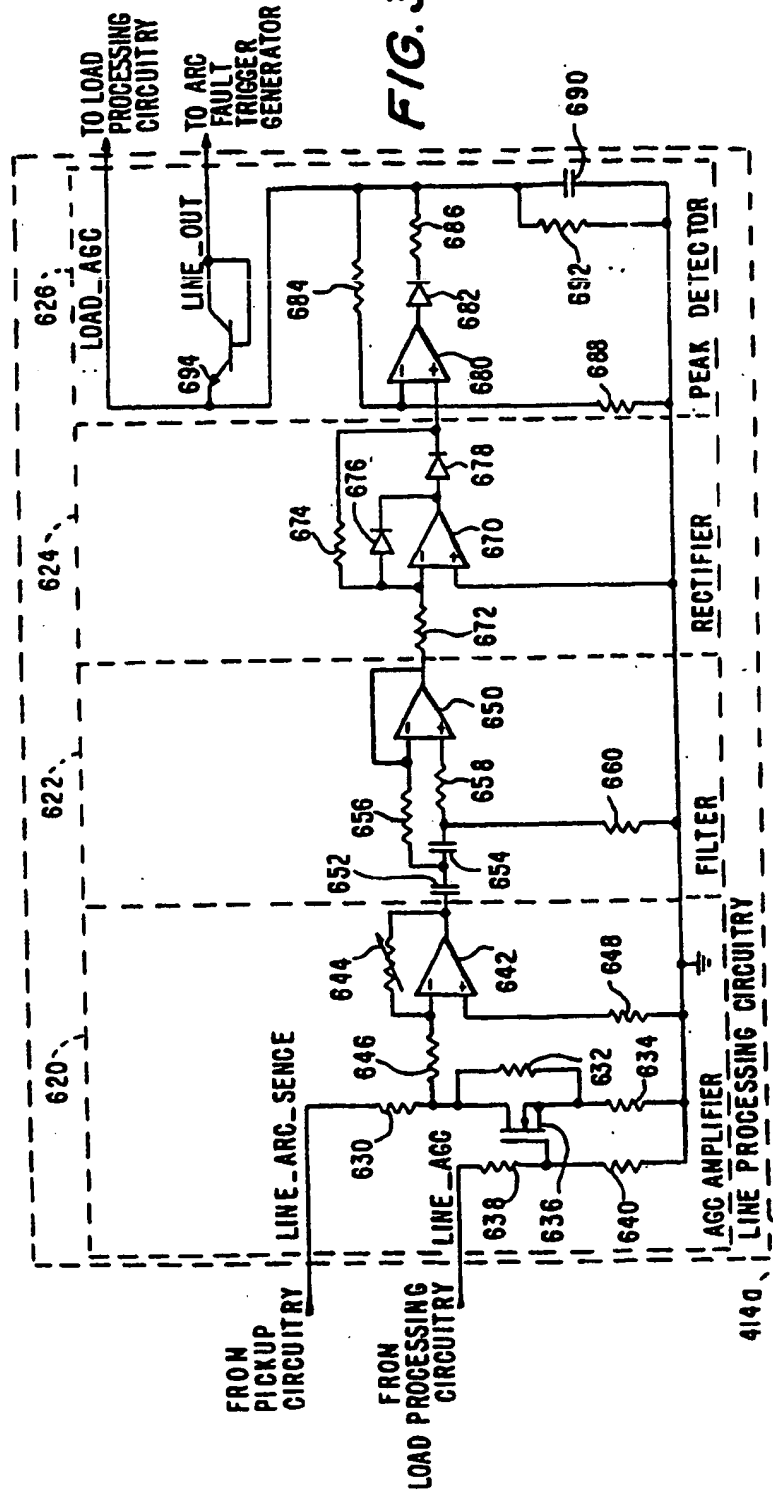 FROM
PICKUP
CIRCUITRY
FROM
LOAD PROCESSING
CIRCUITRY
LINE_ARC_SENCE
LINE_AGC
620
622
624
626
630
632
634
636
638
640
642
644
646
648
AGC AMPLIFIER
650
652
654
656
658
660
FILTER
670
672
674
676
678
RECTIFIER
680
682
684
686
688
690
692
694
PEAK DETECTOR
LOAD_AGC
LINE_OUT
TO LOAD
PROCESSING
CIRCUITRY
TO ARC
FAULT
TRIGGER
GENERATOR
LINE PROCESSING CIRCUITRY
414a
FIG.